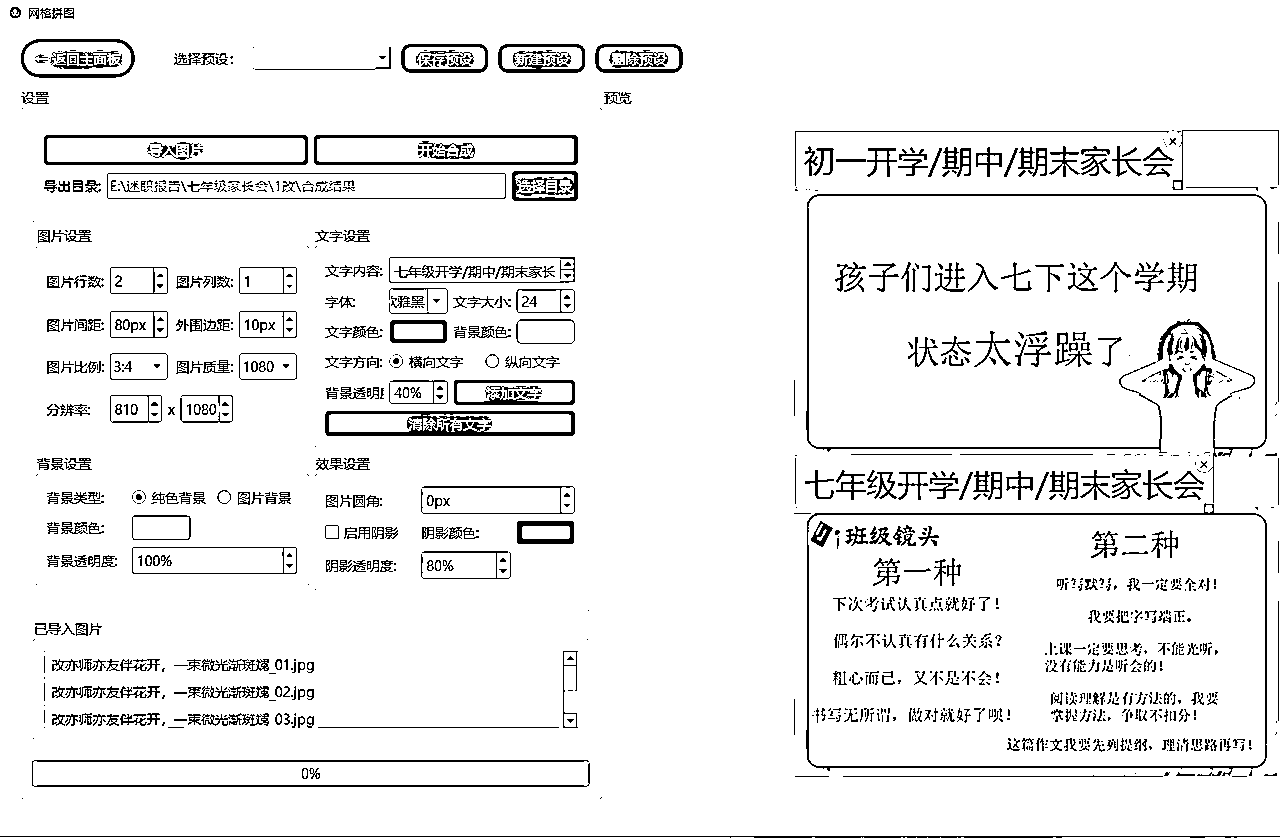 网格拼图
返回主面板 选择预设: 保存预设 新建预设 删除预设
设置
导入图片 开始合成
导出目录: E:\述职报告\七年级家长会\1改\合成结果 选择目录
图片设置
图片行数: 2 图片列数: 1
图片间距: 80px 外围边距: 10px
图片比例: 3:4 图片质量: 1080
分辨率: 810 x 1080
文字设置
文字内容: 七年级开学/期中/期末家长
字体: 雅黑 文字大小: 24
文字颜色: 背景颜色:
文字方向: 横向文字 纵向文字
背景透明 40% 添加文字
清除所有文字
背景设置
背景类型: 纯色背景 图片背景
背景颜色:
背景透明度: 100%
效果设置
图片圆角: 0px
启用阴影 阴影颜色:
阴影透明度: 80%
已导入图片
改亦师亦友伴花开，一束微光渐斑斓_01.jpg
改亦师亦友伴花开，一束微光渐斑斓_02.jpg
改亦师亦友伴花开，一束微光渐斑斓_03.jpg
0%
预览
初一开学/期中/期末家长会
孩子们进入七下这个学期
状态太浮躁了
七年级开学/期中/期末家长会
班级镜头
第一种
下次考试认真点就好了！
偶尔不认真有什么关系？
粗心而已，又不是不会！
书写无所谓，做对就好了呗！
第二种
听写默写，我一定要全对！
我要把字写端正。
上课一定要思考，不能光听，
没有能力是听会的！
阅读理解是有方法的，我要
掌握方法，争取不扣分！
这篇作文我要先列提纲，理清思路再写！